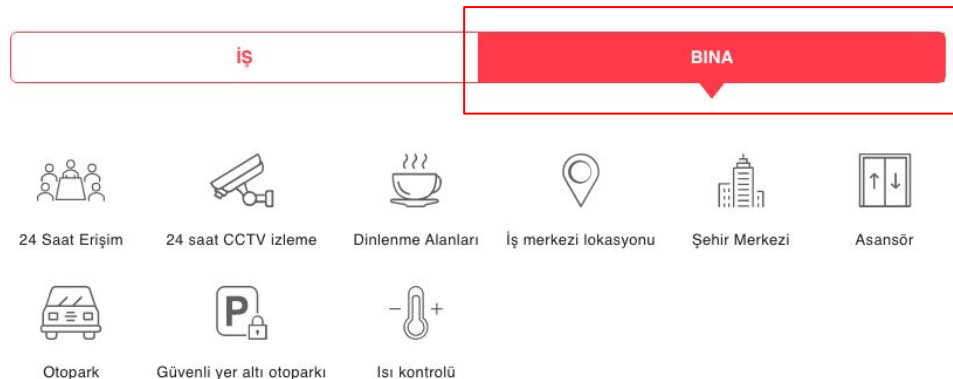 İŞ
BINA
24 Saat Erişim
24 saat CCTV izleme
Dinlenme Alanları
İş merkezi lokasyonu
Şehir Merkezi
Asansör
P
Otopark
Güvenli yer altı otoparkı
Isı kontrolü